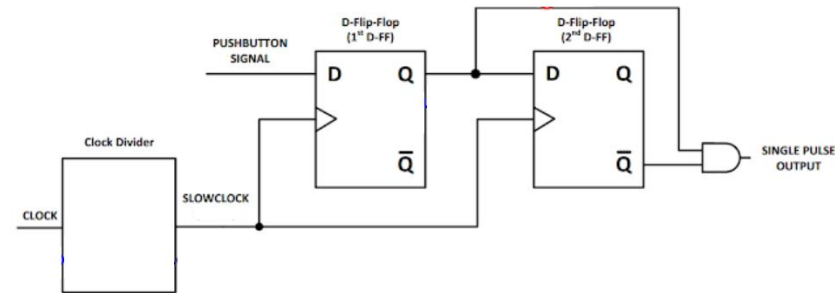 D-Flip-Flop
(1st D-FF)
D-Flip-Flop
(2nd D-FF)
PUSHBUTTON
SIGNAL
D Q
Q̅
D Q
Q̅
SINGLE PULSE
OUTPUT
Clock Divider
SLOWCLOCK
CLOCK